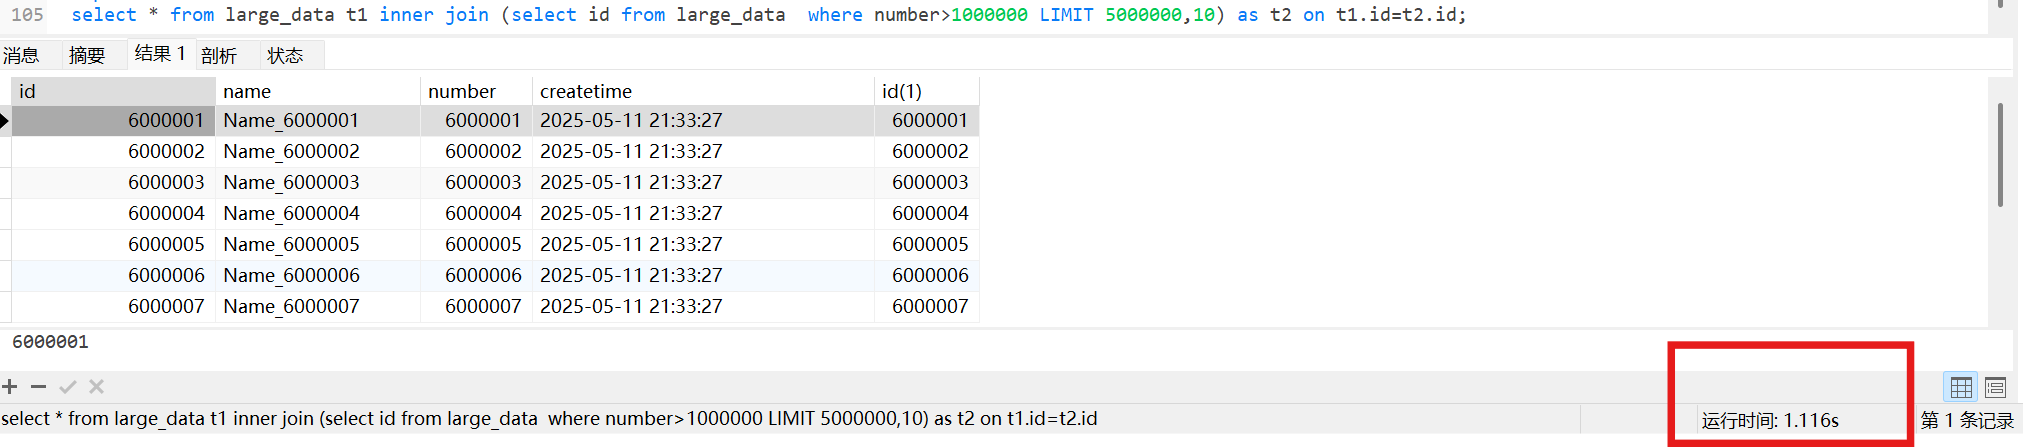 105 select * from large_data t1 inner join (select id from large_data  where number>1000000 LIMIT 5000000,10) as t2 on t1.id=t2.id;
消息 摘要 结果 1 剖析 状态
id name number createtime id(1)
6000001 Name_6000001 6000001 2025-05-11 21:33:27 6000001
6000002 Name_6000002 6000002 2025-05-11 21:33:27 6000002
6000003 Name_6000003 6000003 2025-05-11 21:33:27 6000003
6000004 Name_6000004 6000004 2025-05-11 21:33:27 6000004
6000005 Name_6000005 6000005 2025-05-11 21:33:27 6000005
6000006 Name_6000006 6000006 2025-05-11 21:33:27 6000006
6000007 Name_6000007 6000007 2025-05-11 21:33:27 6000007
6000001
select * from large_data t1 inner join (select id from large_data  where number>1000000 LIMIT 5000000,10) as t2 on t1.id=t2.id 运行时间: 1.116s 第 1 条记录